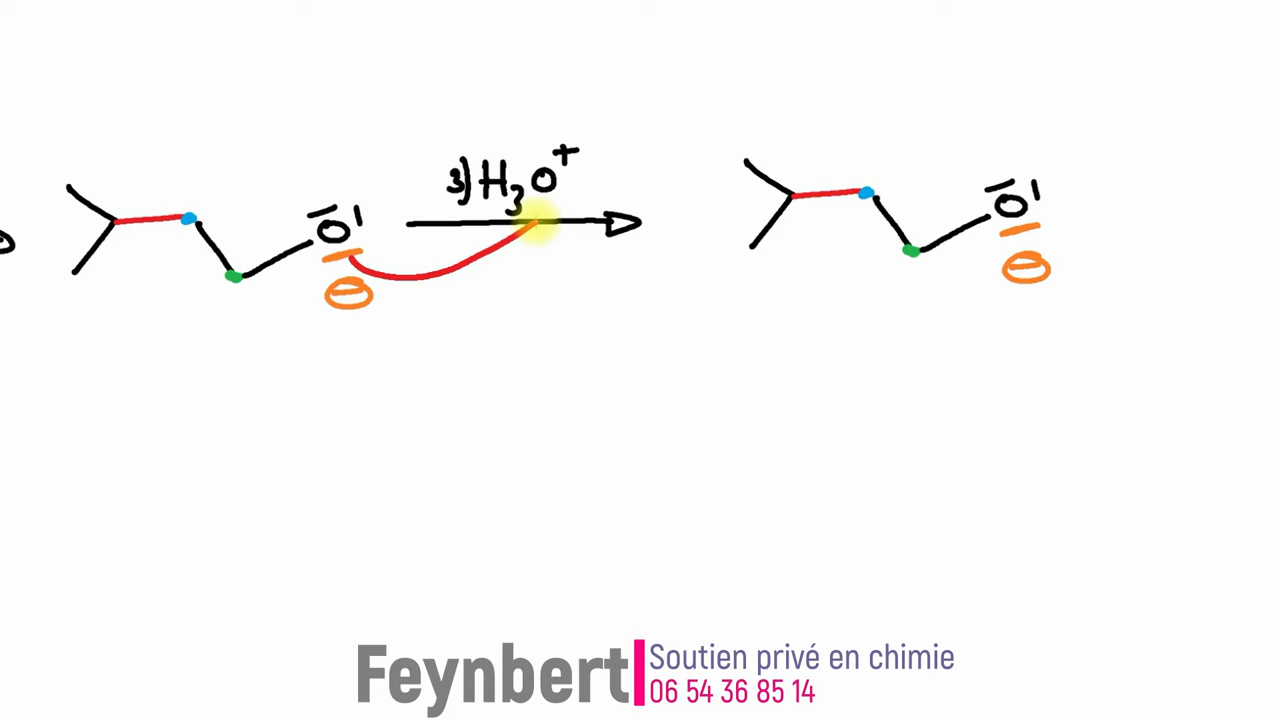 3) H₃O⁺
O
O
Feynbert
Soutien privé en chimie
06 54 36 85 14